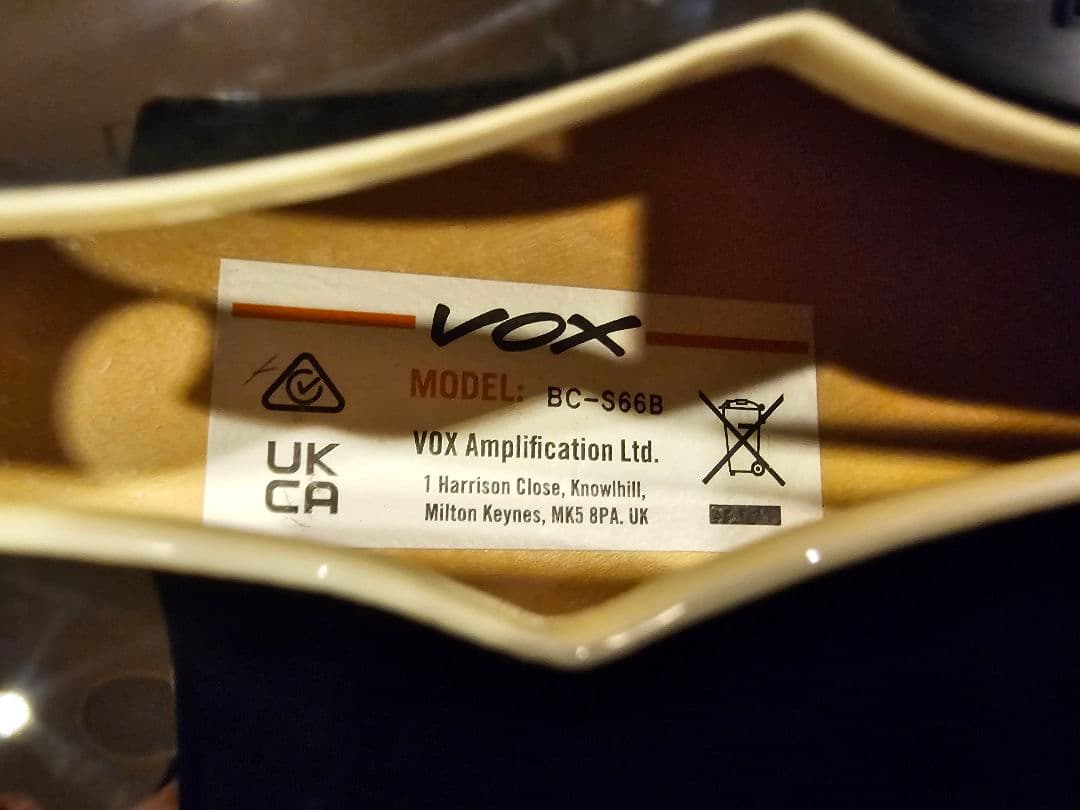 VOX
MODEL: BC-S66B
VOX Amplification Ltd.
1 Harrison Close, Knowlhill,
Milton Keynes, MK5 8PA. UK
UK
CA